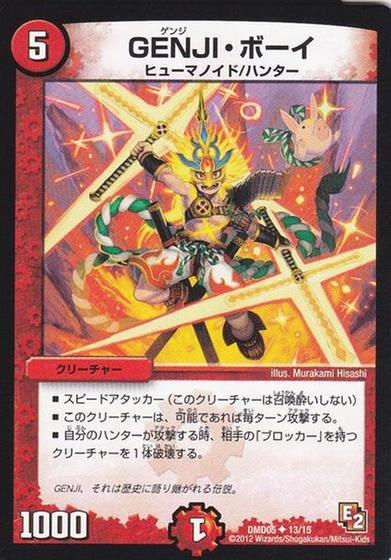 5
ゲンジ
GENJI・ボーイ
ヒューマノイド/ハンター
illus. Murakami Hisashi
クリーチャー
■ スピードアタッカー (このクリーチャーは召喚酔いしない)
■ このクリーチャーは、可能であれば毎ターン攻撃する。
■ 自分のハンターが攻撃する時、相手の「ブロッカー」を持つ
クリーチャーを1体破壊する。
GENJI、それは歴史に語り継がれる伝説。
1000
1
DMD05 ◆ 13/15
E2
©2012 Wizards/Shogakukan/Mitsui-Kids